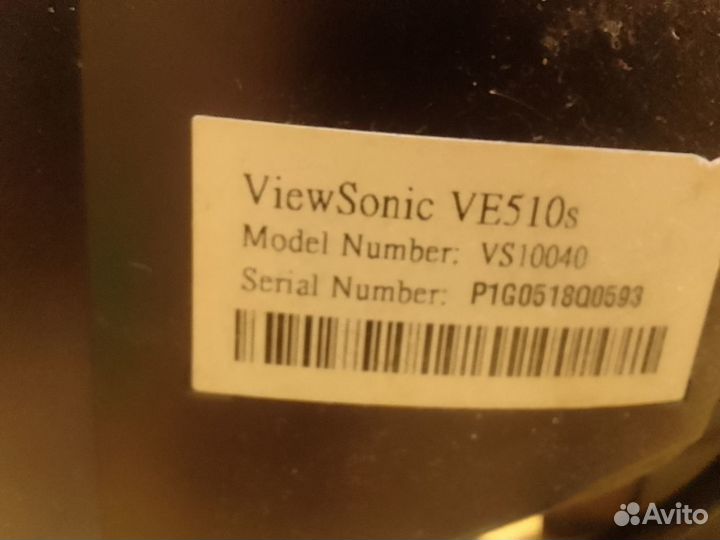 ViewSonic VE510s
Model Number: VS10040
Serial Number: P1G0518Q0593
Avito